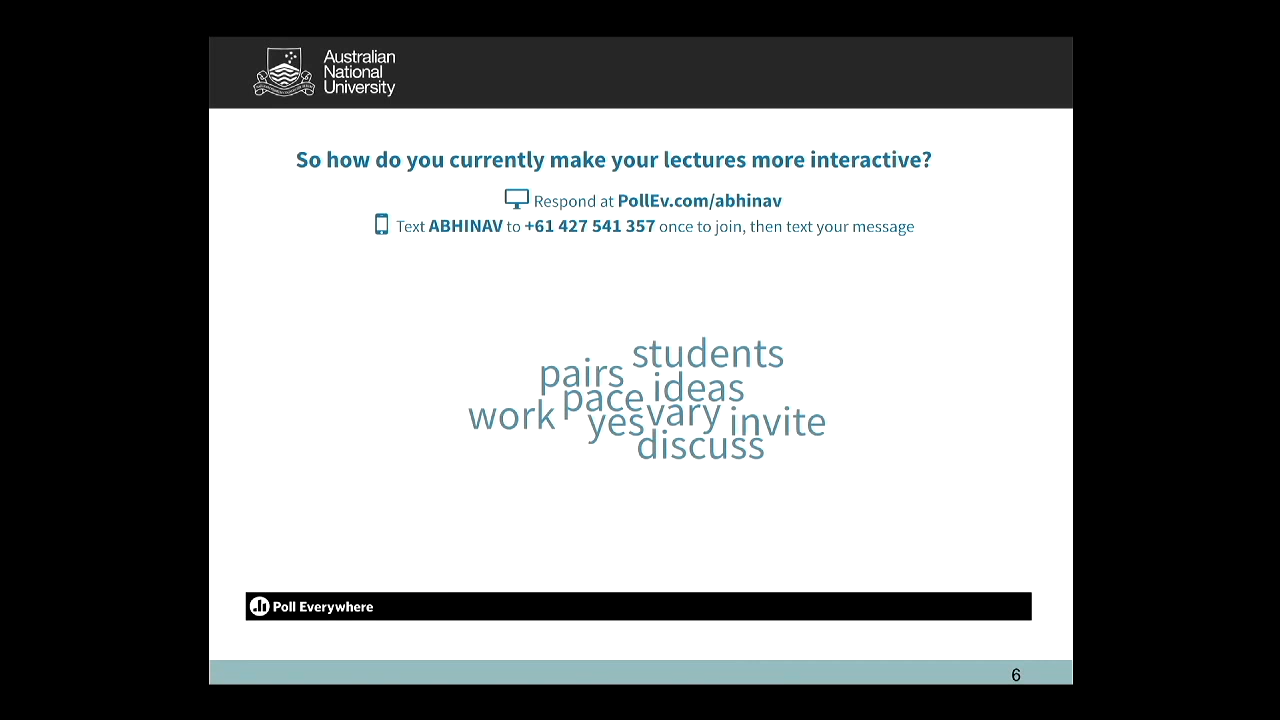 Australian
National
University
So how do you currently make your lectures more interactive?
Respond at PollEv.com/abhinav
Text ABHINAV to +61 427 541 357 once to join, then text your message
students
pairs
ideas
pace
work
vary
yes
invite
discuss
Poll Everywhere
6